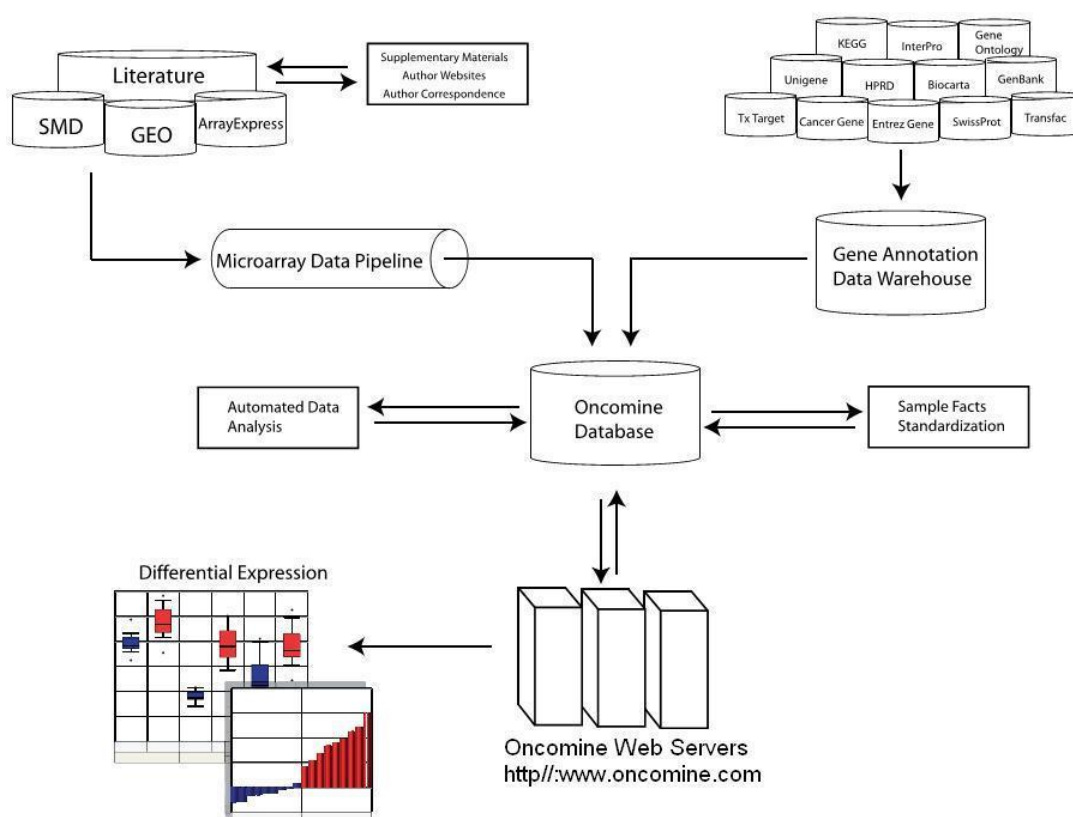 Literature
SMD
GEO
ArrayExpress
Supplementary Materials
Author Websites
Author Correspondence
KEGG
InterPro
Gene
Ontology
Unigene
HPRD
Biocarta
GenBank
Tx Target
Cancer Gene
Entrez Gene
SwissProt
Transfac
Microarray Data Pipeline
Gene Annotation
Data Warehouse
Automated Data
Analysis
Oncomine
Database
Sample Facts
Standardization
Differential Expression
Oncomine Web Servers
http//:www.oncomine.com